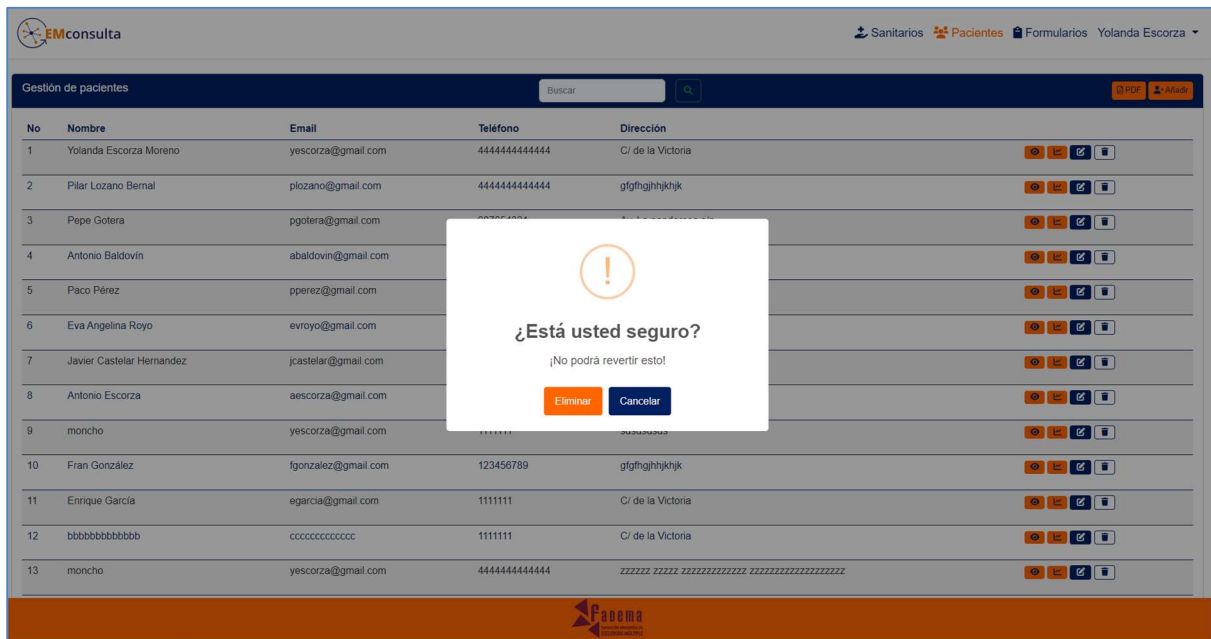 EMconsulta
Sanitarios Pacientes Formularios Yolanda Escorza
Gestión de pacientes Buscar PDF Añadir
No Nombre Email Teléfono Dirección
1 Yolanda Escorza Moreno yescorza@gmail.com 4444444444444 C/ de la Victoria
2 Pilar Lozano Bernal plozano@gmail.com 4444444444444 gfgfhgjhhjkhjk
3 Pepe Gotera pgotera@gmail.com
4 Antonio Baldovín abaldovin@gmail.com
5 Paco Pérez pperez@gmail.com
6 Eva Angelina Royo evroyo@gmail.com
7 Javier Castelar Hernandez jcastelar@gmail.com
8 Antonio Escorza aescorza@gmail.com
9 moncho yescorza@gmail.com
10 Fran González fgonzalez@gmail.com 123456789 gfgfhgjhhjkhjk
11 Enrique García egarcia@gmail.com 1111111 C/ de la Victoria
12 bbbbbbbbbbbbb ccccccccccccc 1111111 C/ de la Victoria
13 moncho yescorza@gmail.com 4444444444444 zzzzzz zzzzz zzzzzzzzzzzzz zzzzzzzzzzzzzzzzzzz
!
¿Está usted seguro?
¡No podrá revertir esto!
Eliminar Cancelar
Fadema